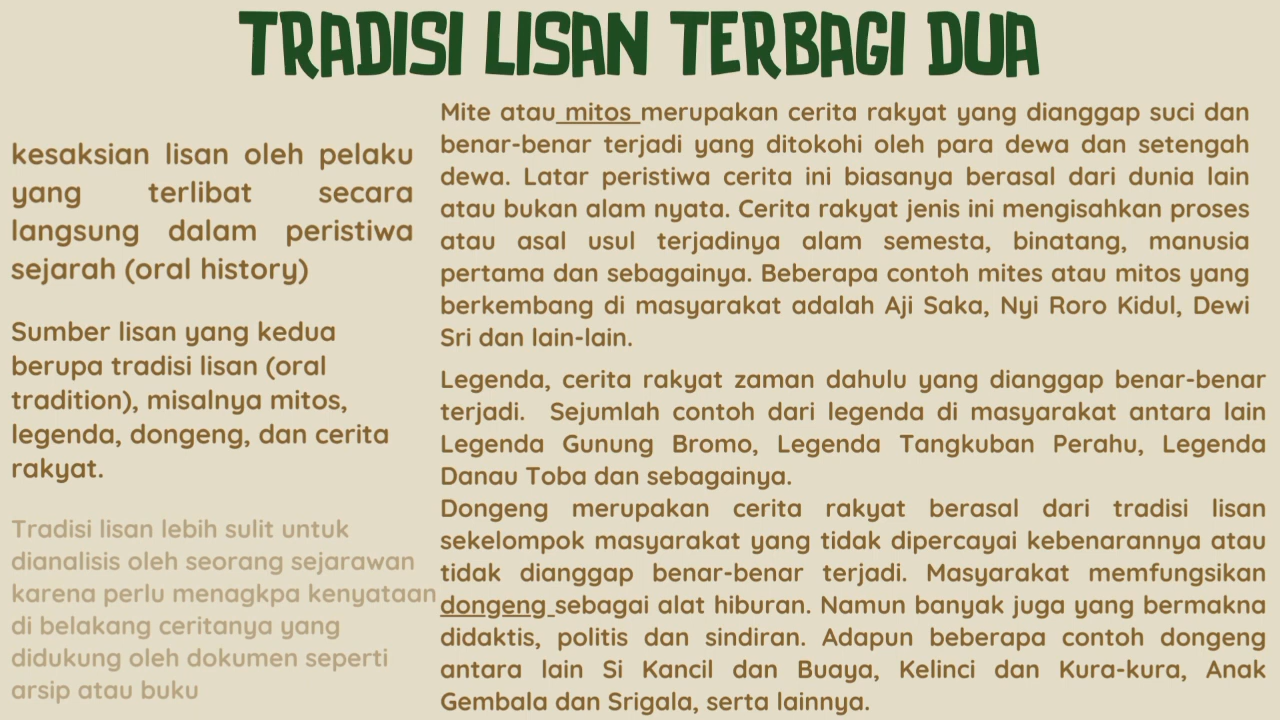 TRADISI LISAN TERBAGI DUA
kesaksian lisan oleh pelaku
yang terlibat secara
langsung dalam peristiwa
sejarah (oral history)
Sumber lisan yang kedua
berupa tradisi lisan (oral
tradition), misalnya mitos,
legenda, dongeng, dan cerita
rakyat.
Tradisi lisan lebih sulit untuk
dianalisis oleh seorang sejarawan
karena perlu menagkpa kenyataan
di belakang ceritanya yang
didukung oleh dokumen seperti
arsip atau buku
Mite atau mitos merupakan cerita rakyat yang dianggap suci dan
benar-benar terjadi yang ditokohi oleh para dewa dan setengah
dewa. Latar peristiwa cerita ini biasanya berasal dari dunia lain
atau bukan alam nyata. Cerita rakyat jenis ini mengisahkan proses
atau asal usul terjadinya alam semesta, binatang, manusia
pertama dan sebagainya. Beberapa contoh mites atau mitos yang
berkembang di masyarakat adalah Aji Saka, Nyi Roro Kidul, Dewi
Sri dan lain-lain.
Legenda, cerita rakyat zaman dahulu yang dianggap benar-benar
terjadi. Sejumlah contoh dari legenda di masyarakat antara lain
Legenda Gunung Bromo, Legenda Tangkuban Perahu, Legenda
Danau Toba dan sebagainya.
Dongeng merupakan cerita rakyat berasal dari tradisi lisan
sekelompok masyarakat yang tidak dipercayai kebenarannya atau
tidak dianggap benar-benar terjadi. Masyarakat memfungsikan
dongeng sebagai alat hiburan. Namun banyak juga yang bermakna
didaktis, politis dan sindiran. Adapun beberapa contoh dongeng
antara lain Si Kancil dan Buaya, Kelinci dan Kura-kura, Anak
Gembala dan Srigala, serta lainnya.